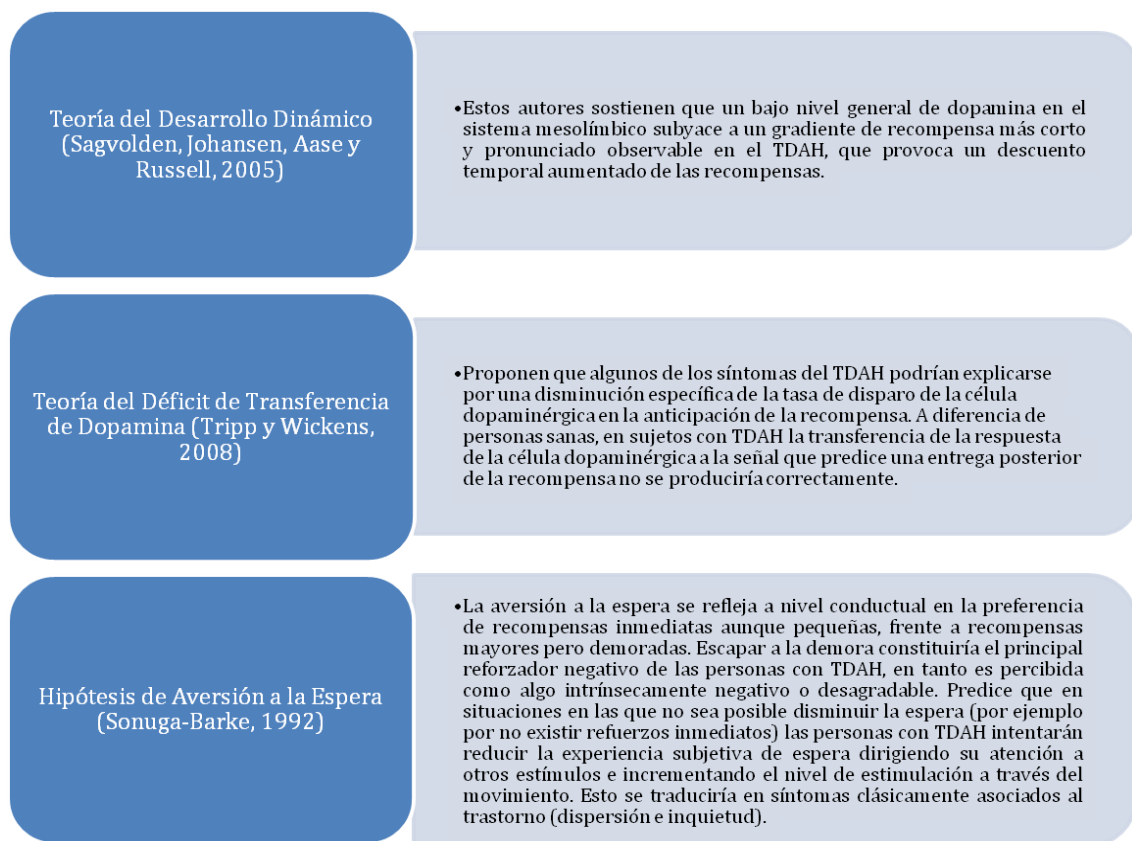 Teoría del Desarrollo Dinámico
(Sagvolden, Johansen, Aase y
Russell, 2005)
•Estos autores sostienen que un bajo nivel general de dopamina en el
sistema mesolímbico subyace a un gradiente de recompensa más corto
y pronunciado observable en el TDAH, que provoca un descuento
temporal aumentado de las recompensas.
Teoría del Déficit de Transferencia
de Dopamina (Tripp y Wickens,
2008)
•Proponen que algunos de los síntomas del TDAH podrían explicarse
por una disminución específica de la tasa de disparo de la célula
dopaminérgica en la anticipación de la recompensa. A diferencia de
personas sanas, en sujetos con TDAH la transferencia de la respuesta
de la célula dopaminérgica a la señal que predice una entrega posterior
de la recompensa no se produciría correctamente.
Hipótesis de Aversión a la Espera
(Sonuga-Barke, 1992)
•La aversión a la espera se refleja a nivel conductual en la preferencia
de recompensas inmediatas aunque pequeñas, frente a recompensas
mayores pero demoradas. Escapar a la demora constituiría el principal
reforzador negativo de las personas con TDAH, en tanto es percibida
como algo intrínsecamente negativo o desagradable. Predice que en
situaciones en las que no sea posible disminuir la espera (por ejemplo
por no existir refuerzos inmediatos) las personas con TDAH intentarán
reducir la experiencia subjetiva de espera dirigiendo su atención a
otros estímulos e incrementando el nivel de estimulación a través del
movimiento. Esto se traduciría en síntomas clásicamente asociados al
trastorno (dispersión e inquietud).